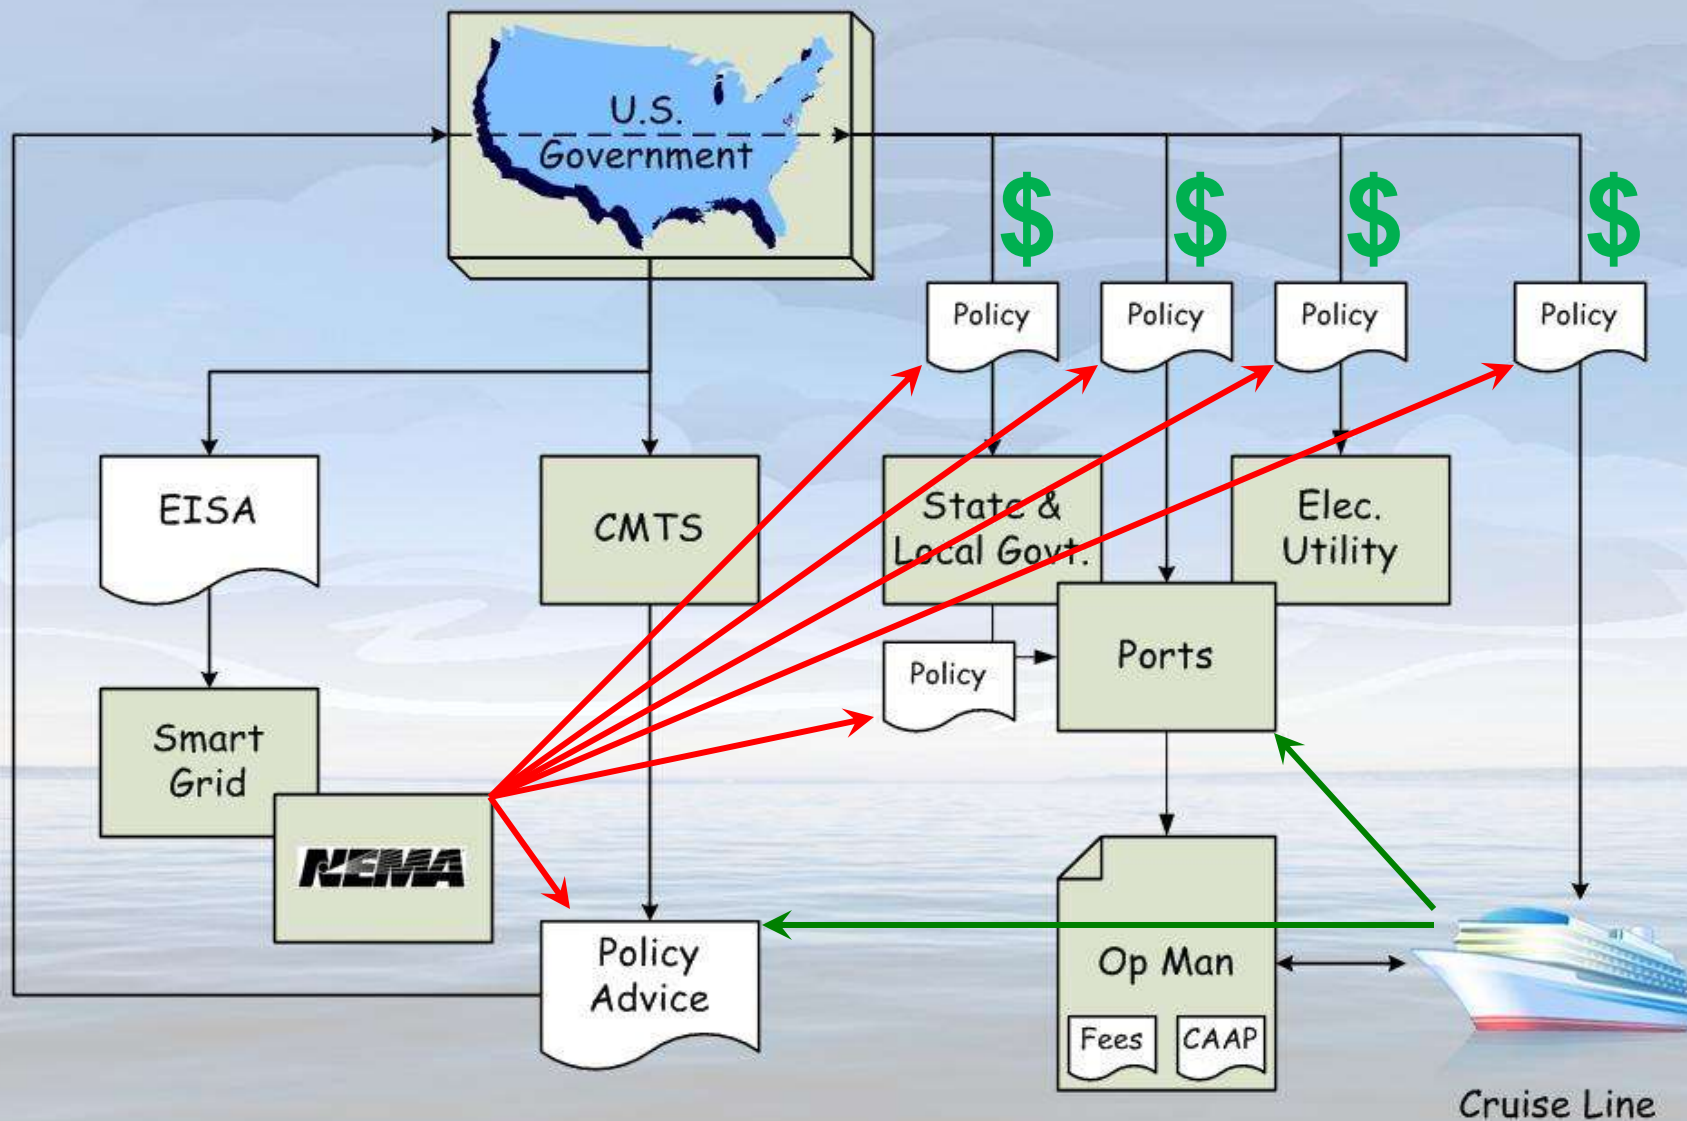 U.S.
Government
$ $ $ $
Policy Policy Policy Policy
EISA
CMTS
State &
Local Govt.
Elec.
Utility
Ports
Policy
Smart
Grid
NEMA
Policy
Advice
Op Man
Fees CAAP
Cruise Line